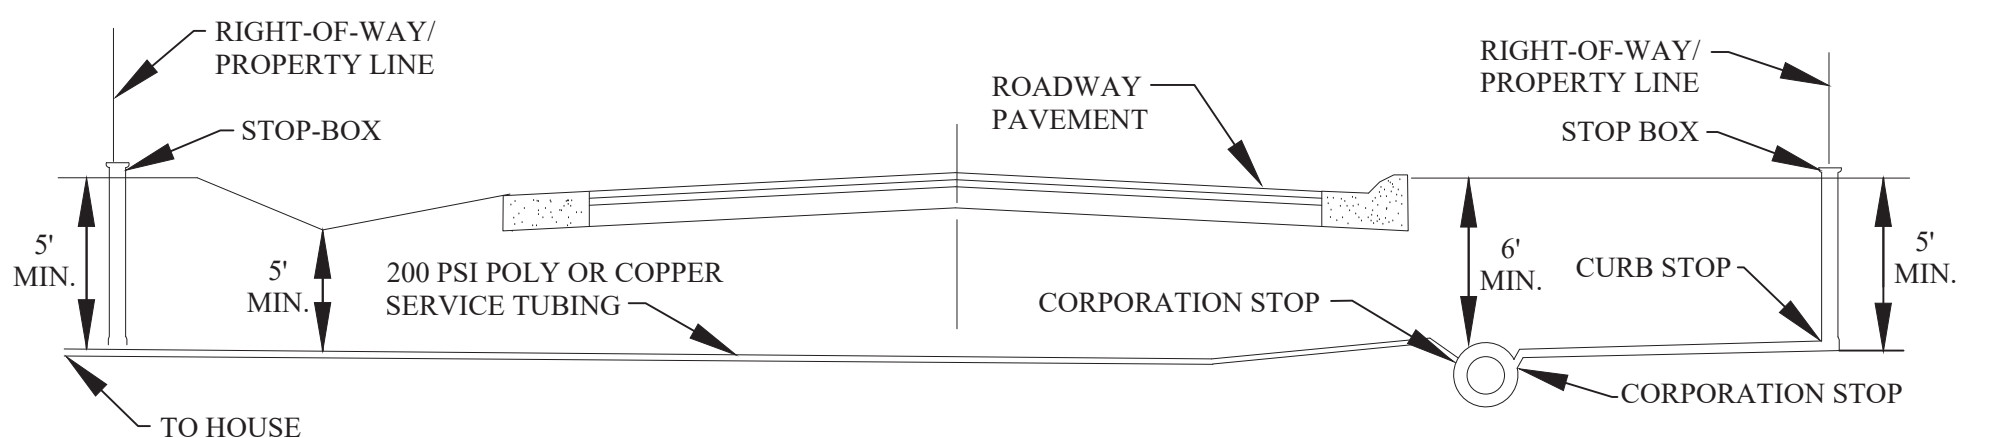 RIGHT-OF-WAY/
PROPERTY LINE
STOP-BOX
ROADWAY
PAVEMENT
RIGHT-OF-WAY/
PROPERTY LINE
STOP BOX
5'
MIN.
5'
MIN.
200 PSI POLY OR COPPER
SERVICE TUBING
CORPORATION STOP
6'
MIN.
CURB STOP
5'
MIN.
CORPORATION STOP
TO HOUSE